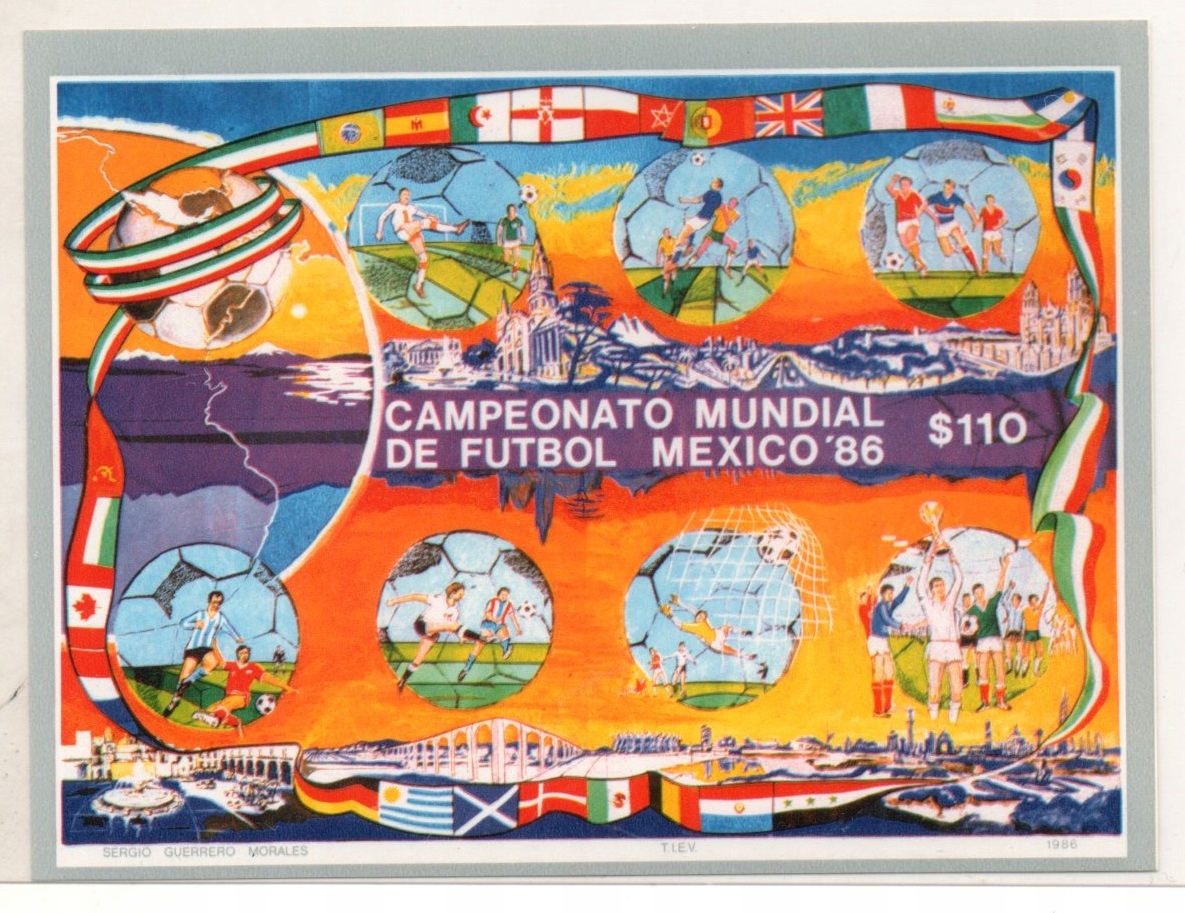 CAMPEONATO MUNDIAL
DE FUTBOL MEXICO ´86
$110
SERGIO GUERRERO MORALES
T.I.E.V.
1986